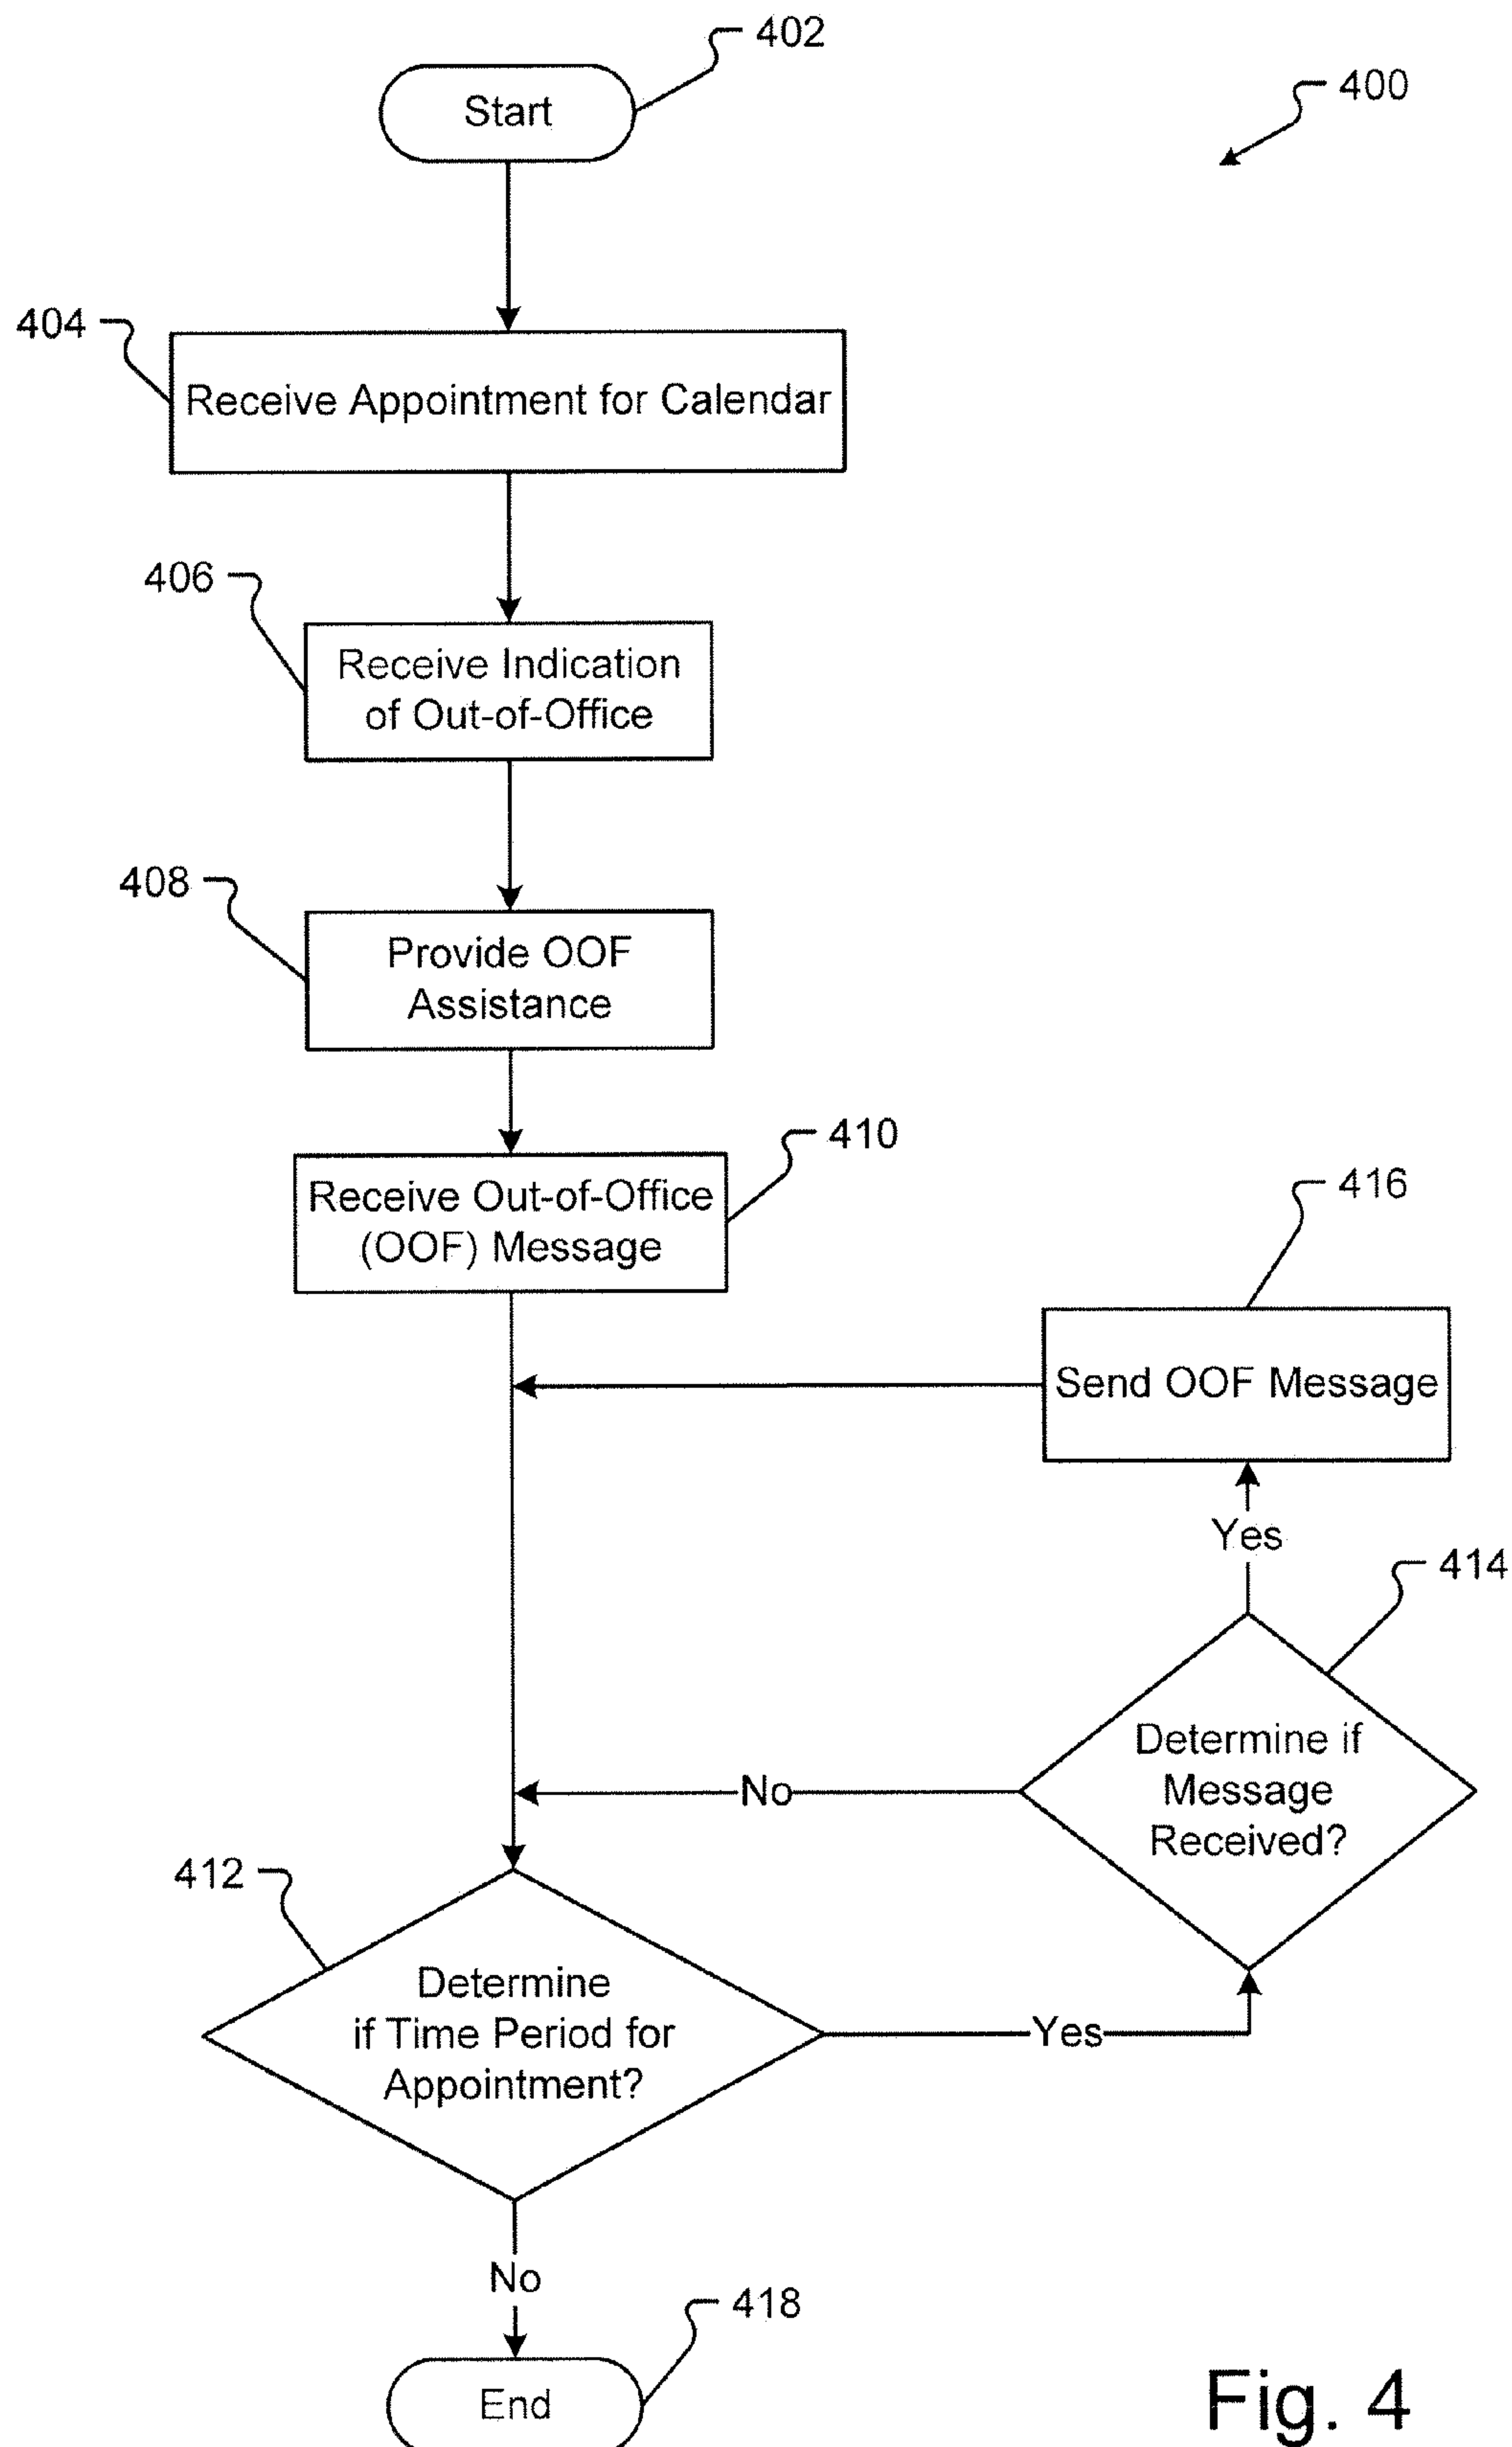 402
Start
400
404
Receive Appointment for Calendar
406
Receive Indication
of Out-of-Office
408
Provide OOF
Assistance
410
Receive Out-of-Office
(OOF) Message
416
Send OOF Message
Yes
414
Determine if
Message
Received?
No
412
Determine
if Time Period for
Appointment?
Yes
No
418
End
Fig. 4